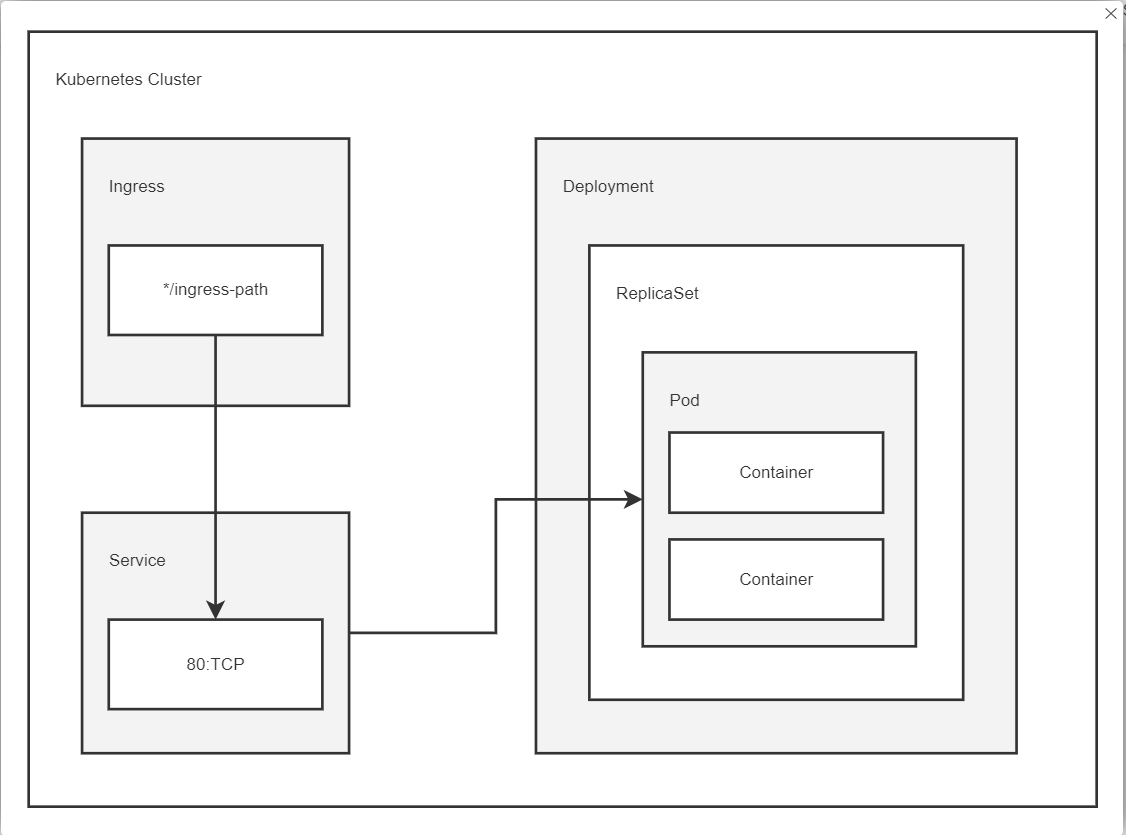 Kubernetes Cluster
Ingress
*/ingress-path
Service
80:TCP
Deployment
ReplicaSet
Pod
Container
Container